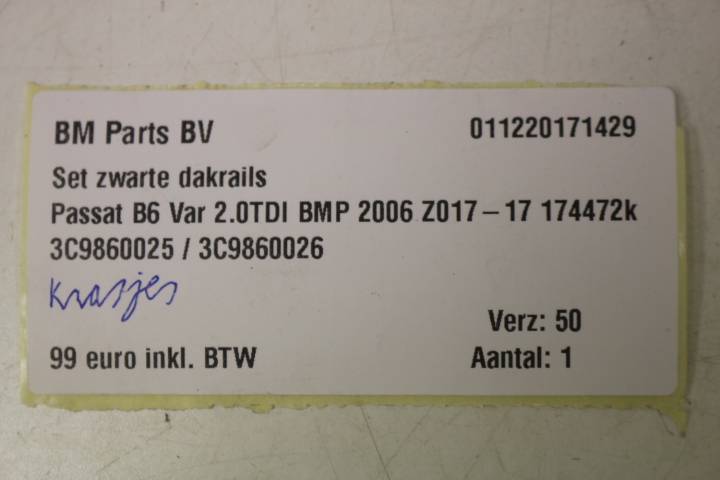 BM Parts BV 011220171429
Set zwarte dakrails
Passat B6 Var 2.0TDI BMP 2006 Z017-17 174472k
3C9860025 / 3C9860026
Krasjes
Verz: 50
99 euro inkl. BTW Aantal: 1